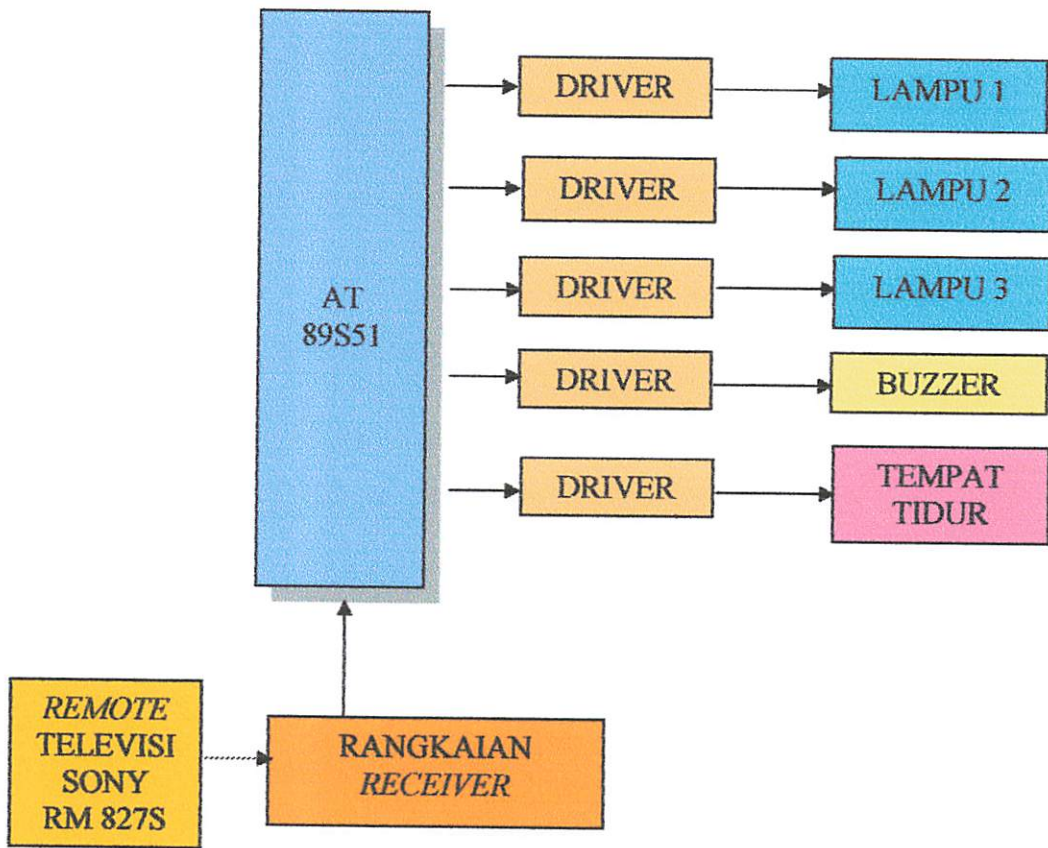 DRIVER
LAMPU 1
DRIVER
LAMPU 2
DRIVER
LAMPU 3
AT
89S51
DRIVER
BUZZER
DRIVER
TEMPAT
TIDUR
REMOTE
TELEVISI
SONY
RM 827S
RANGKAIAN
RECEIVER